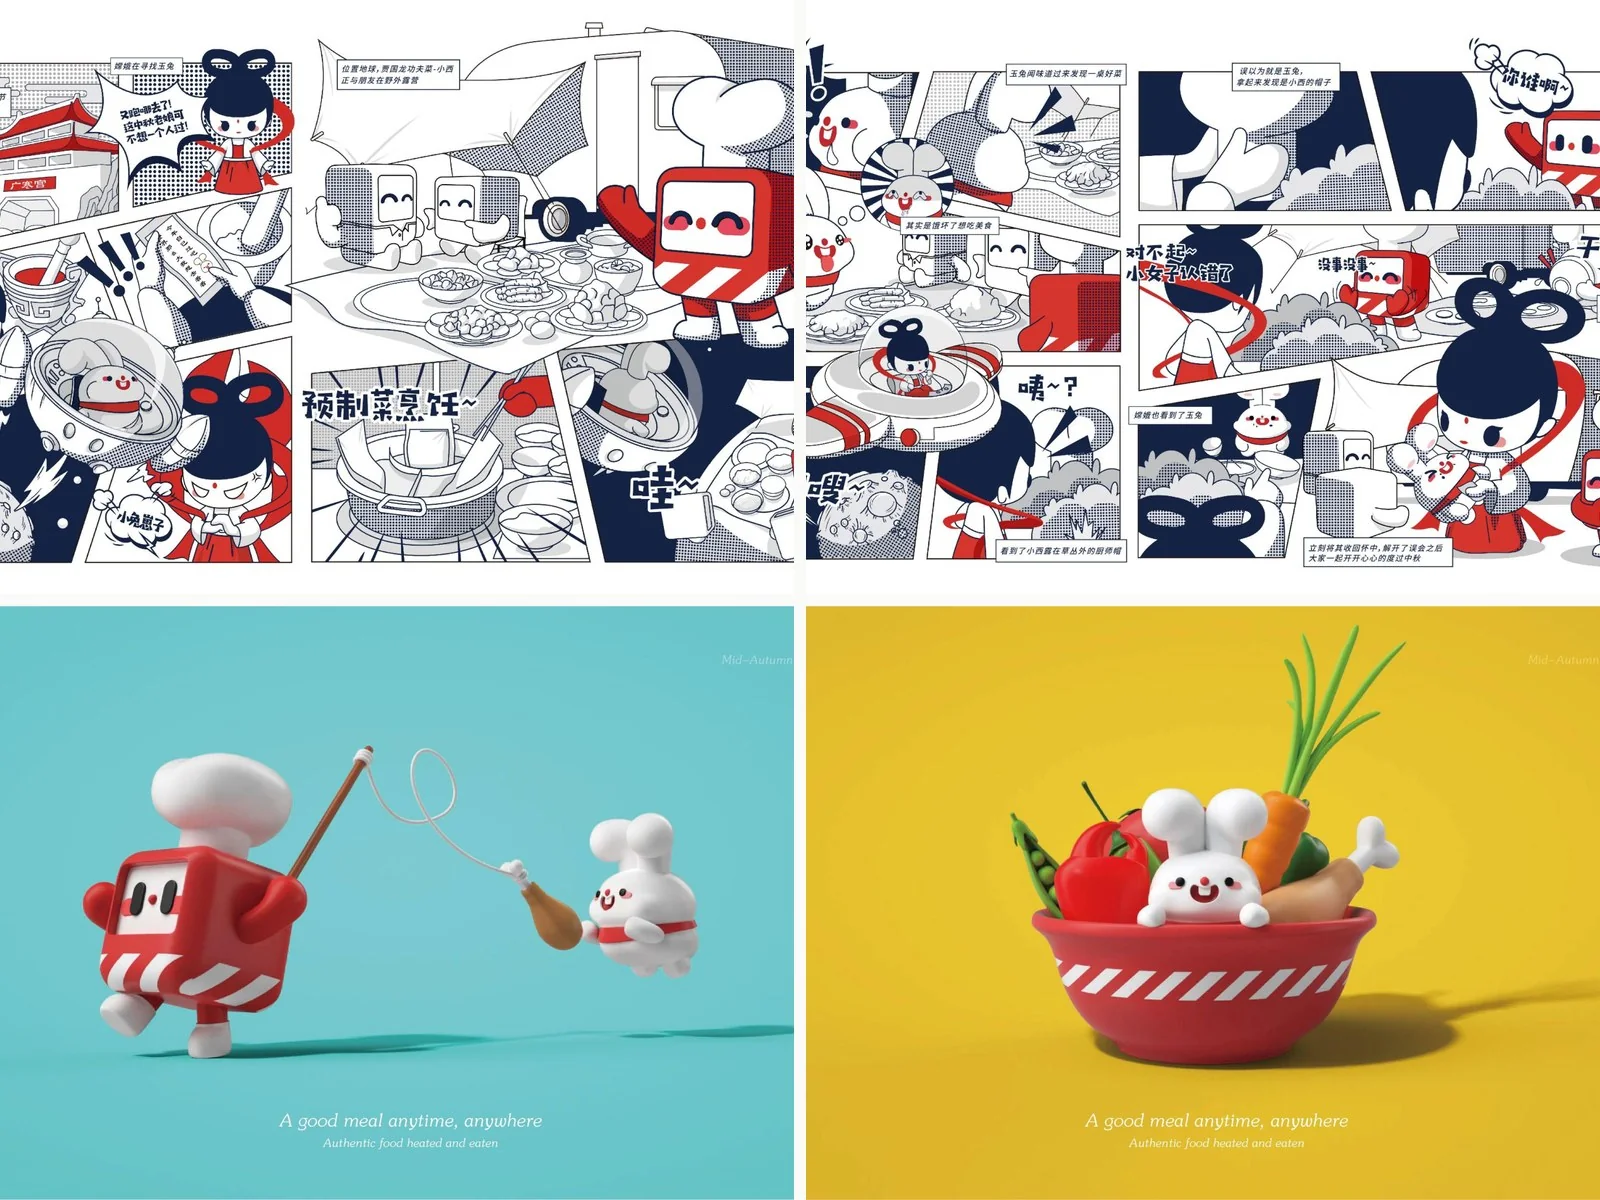 嫦娥在寻找玉兔
节
又跑哪去了!
这中秋老娘可
不想一个人过!
广寒宫
小兔崽子
位置地球,贾国龙功夫菜-小西
正与朋友在野外露营
预制菜烹饪~
哇~
玉兔闻味道过来发现一桌好菜
其实是饿坏了想吃美食
咦~?
嗖~
看到了小西露在草丛外的厨师帽
误以为就是玉兔,
拿起来发现是小西的帽子
你谁啊~
对不起~
小女子认错了
没事没事~
嫦娥也看到了玉兔
立刻将其收回怀中,解开了误会之后
大家一起开开心心的度过中秋
Mid-Autumn
A good meal anytime, anywhere
Authentic food heated and eaten
Mid-Autumn
A good meal anytime, anywhere
Authentic food heated and eaten